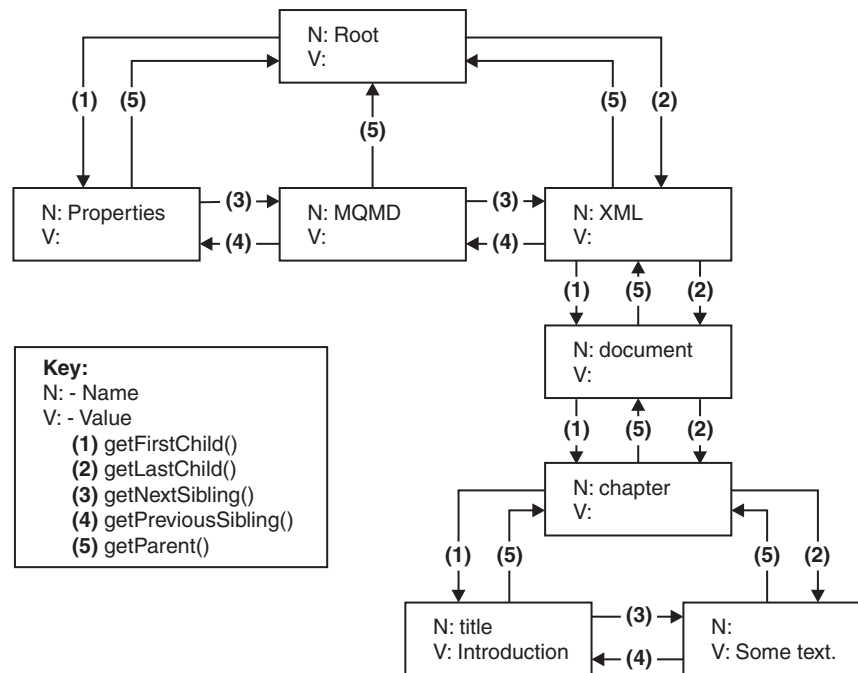 N: Root
V:
(1)
(5)
(5)
(5)
(2)
N: Properties
V:
(3)
(4)
N: MQMD
V:
(3)
(4)
N: XML
V:
(1)
(5)
(2)
N: document
V:
(1)
(5)
(2)
Key:
N: - Name
V: - Value
(1) getFirstChild()
(2) getLastChild()
(3) getNextSibling()
(4) getPreviousSibling()
(5) getParent()
N: chapter
V:
(1)
(5)
(5)
(2)
N: title
V: Introduction
(3)
(4)
N:
V: Some text.